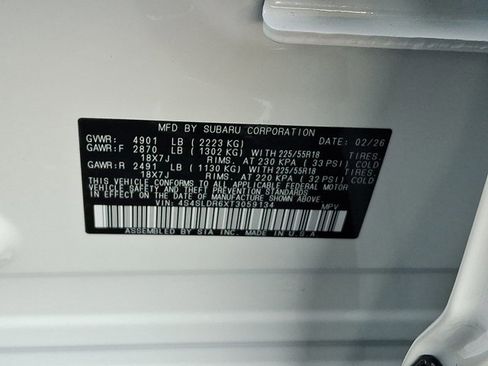 MFD BY SUBARU CORPORATION DATE: 02/26
GVWR: 4901 LB ( 2223 KG)
GAWR:F 2870 LB ( 1302 KG) WITH 225/55R18 TIRES,
18X7J RIMS, AT 230 KPA ( 33 PSI) COLD
GAWR:R 2491 LB ( 1130 KG) WITH 225/55R18 TIRES,
18X7J RIMS, AT 220 KPA ( 32 PSI) COLD
THIS VEHICLE CONFORMS TO ALL APPLICABLE FEDERAL MOTOR
VEHICLE SAFETY AND THEFT PREVENTION STANDARDS IN
EFFECT ON THE DATE OF MANUFACTURE SHOWN ABOVE.
VIN: 4S4SLDR6XT3059134 MPV
ASSEMBLED BY SIA INC. MADE IN U.S.A.